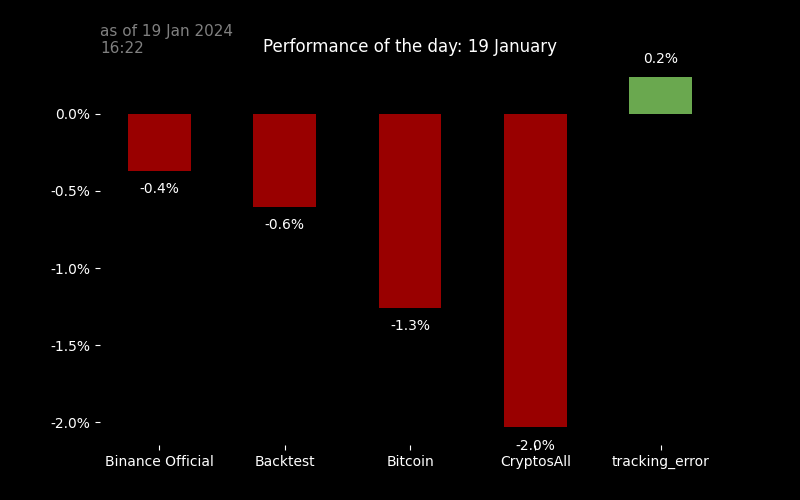 as of 19 Jan 2024
16:22
Performance of the day: 19 January
0.2%
0.0%
-0.5%
-1.0%
-1.5%
-2.0%
-0.4%
-0.6%
-1.3%
-2.0%
Binance Official
Backtest
Bitcoin
CryptosAll
tracking_error